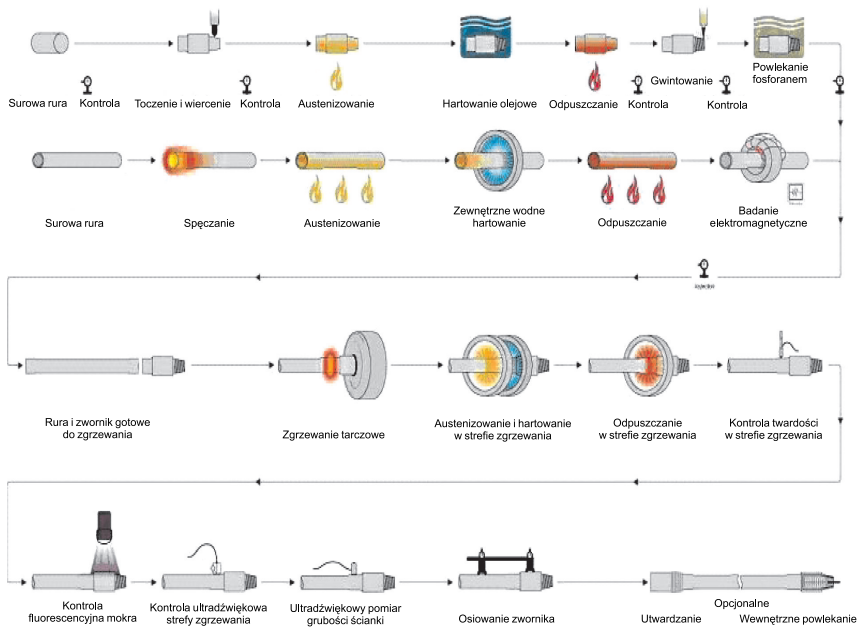 Powlekanie
fosforanem
Gwintowanie
Surowa rura
Kontrola
Toczenie i wiercenie
Kontrola
Austenizowanie
Hartowanie olejowe
Odpuszczanie
Kontrola
Kontrola
Surowa rura
Spęczanie
Austenizowanie
Zewnętrzne wodne
hartowanie
Odpuszczanie
Badanie
elektromagnetyczne
Rura i zwornik gotowe
do zgrzewania
Zgrzewanie tarczowe
Austenizowanie i hartowanie
w strefie zgrzewania
Odpuszczanie
w strefie zgrzewania
Kontrola twardości
w strefie zgrzewania
Kontrola
fluorescencyjna mokra
Kontrola ultradźwiękowa
strefy zgrzewania
Ultradźwiękowy pomiar
grubości ścianki
Osiowanie zwornika
Opcjonalne
Utwardzanie
Wewnętrzne powlekanie